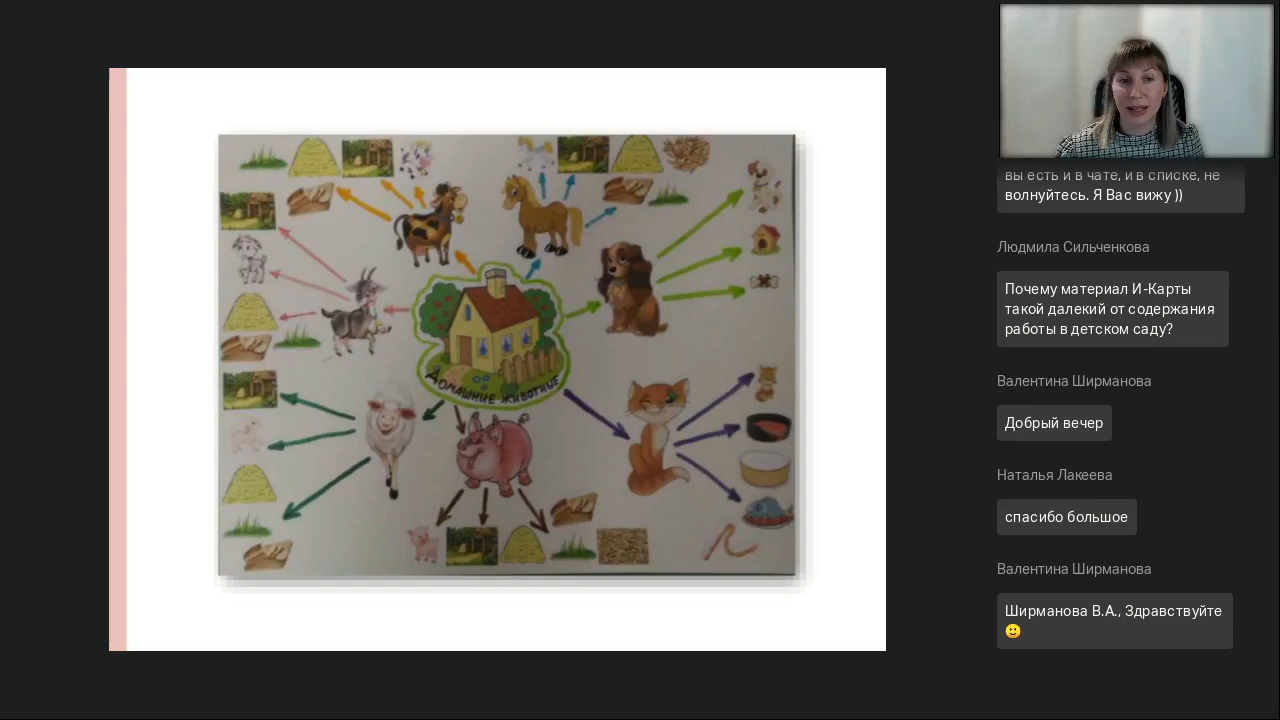 Домашние животные
вы есть и в чате, и в списке, не
волнуйтесь. Я Вас вижу ))
Людмила Сильченкова
Почему материал И-Карты
такой далекий от содержания
работы в детском саду?
Валентина Ширманова
Добрый вечер
Наталья Лакеева
спасибо большое
Валентина Ширманова
Ширманова В.А., Здравствуйте
😃